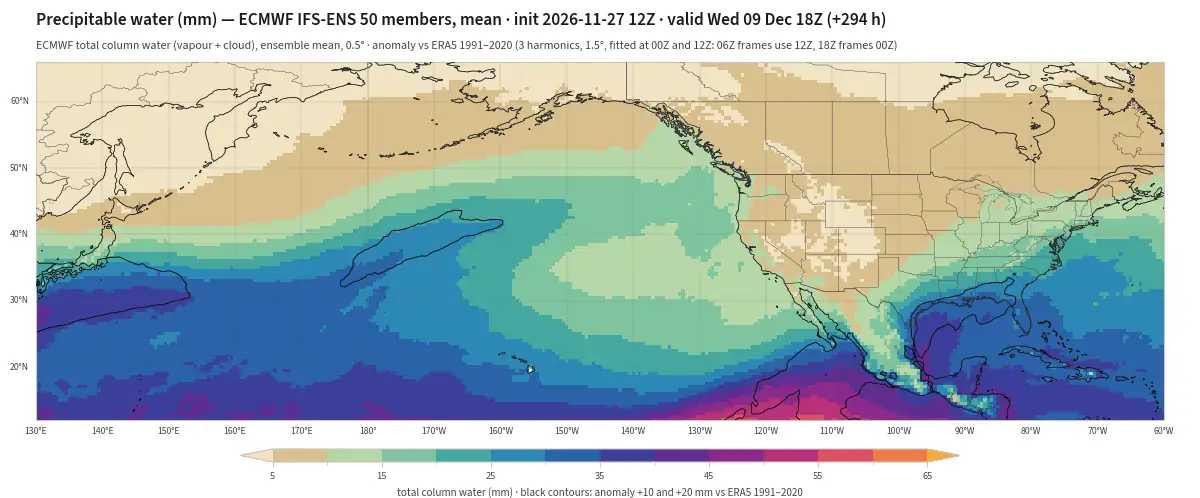 Precipitable water (mm) — ECMWF IFS-ENS 50 members, mean · init 2026-11-27 12Z · valid Wed 09 Dec 18Z (+294 h)
ECMWF total column water (vapour + cloud), ensemble mean, 0.5° · anomaly vs ERA5 1991–2020 (3 harmonics, 1.5°, fitted at 00Z and 12Z: 06Z frames use 12Z, 18Z frames 00Z)
60°N
50°N
40°N
30°N
20°N
130°E 140°E 150°E 160°E 170°E 180° 170°W 160°W 150°W 140°W 130°W 120°W 110°W 100°W 90°W 80°W 70°W 60°W
5 15 25 35 45 55 65
total column water (mm) · black contours: anomaly +10 and +20 mm vs ERA5 1991–2020